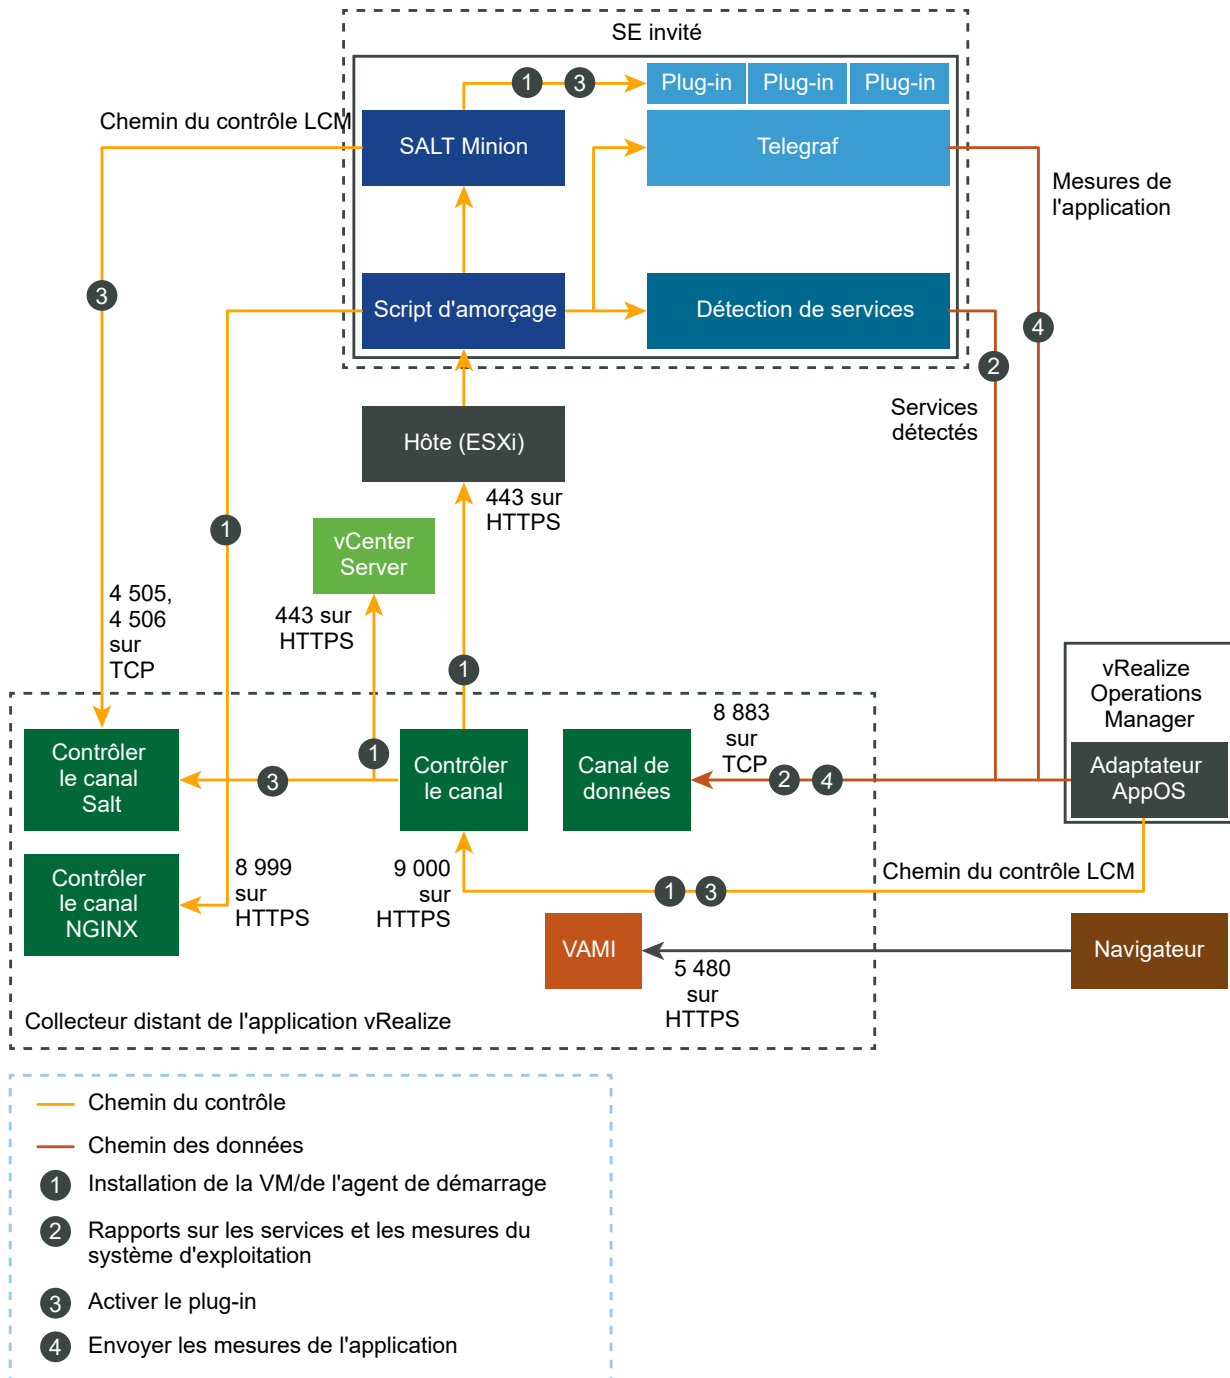 SE invité
1
3
Plug-in
Plug-in
Plug-in
Chemin du contrôle LCM
SALT Minion
Telegraf
Mesures de
l'application
3
Script d'amorçage
Détection de services
4
2
Services
détectés
Hôte (ESXi)
443 sur
HTTPS
1
vCenter
Server
4 505,
4 506
sur
TCP
443 sur
HTTPS
1
vRealize
Operations
Manager
8 883
sur
TCP
Contrôler
le canal
Salt
3
1
Contrôler
le canal
Canal de
données
2
4
Adaptateur
AppOS
Contrôler
le canal
NGINX
8 999
sur
HTTPS
9 000
sur
HTTPS
1
3
Chemin du contrôle LCM
VAMI
5 480
sur
HTTPS
Navigateur
Collecteur distant de l'application vRealize
Chemin du contrôle
Chemin des données
1 Installation de la VM/de l'agent de démarrage
2 Rapports sur les services et les mesures du
système d'exploitation
3 Activer le plug-in
4 Envoyer les mesures de l'application